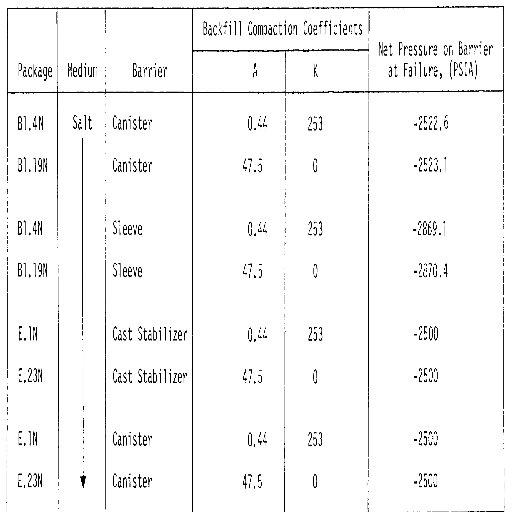 Backfill Compaction Coefficients
Net Pressure on Barrier
Package Medium Barrier A K at Failure, (PSIA)
B1.4N Salt Canister 0.44 253 -2522.6
B1.19N Canister 47.5 0 -2523.1
B1.4N Sleeve 0.44 253 -2869.1
B1.19N Sleeve 47.5 0 -2870.4
E.1N Cast Stabilizer 0.44 253 -2500
E.23N Cast Stabilizer 47.5 0 -2500
E.1N Canister 0.44 253 -2500
E.23N Canister 47.5 0 -2500